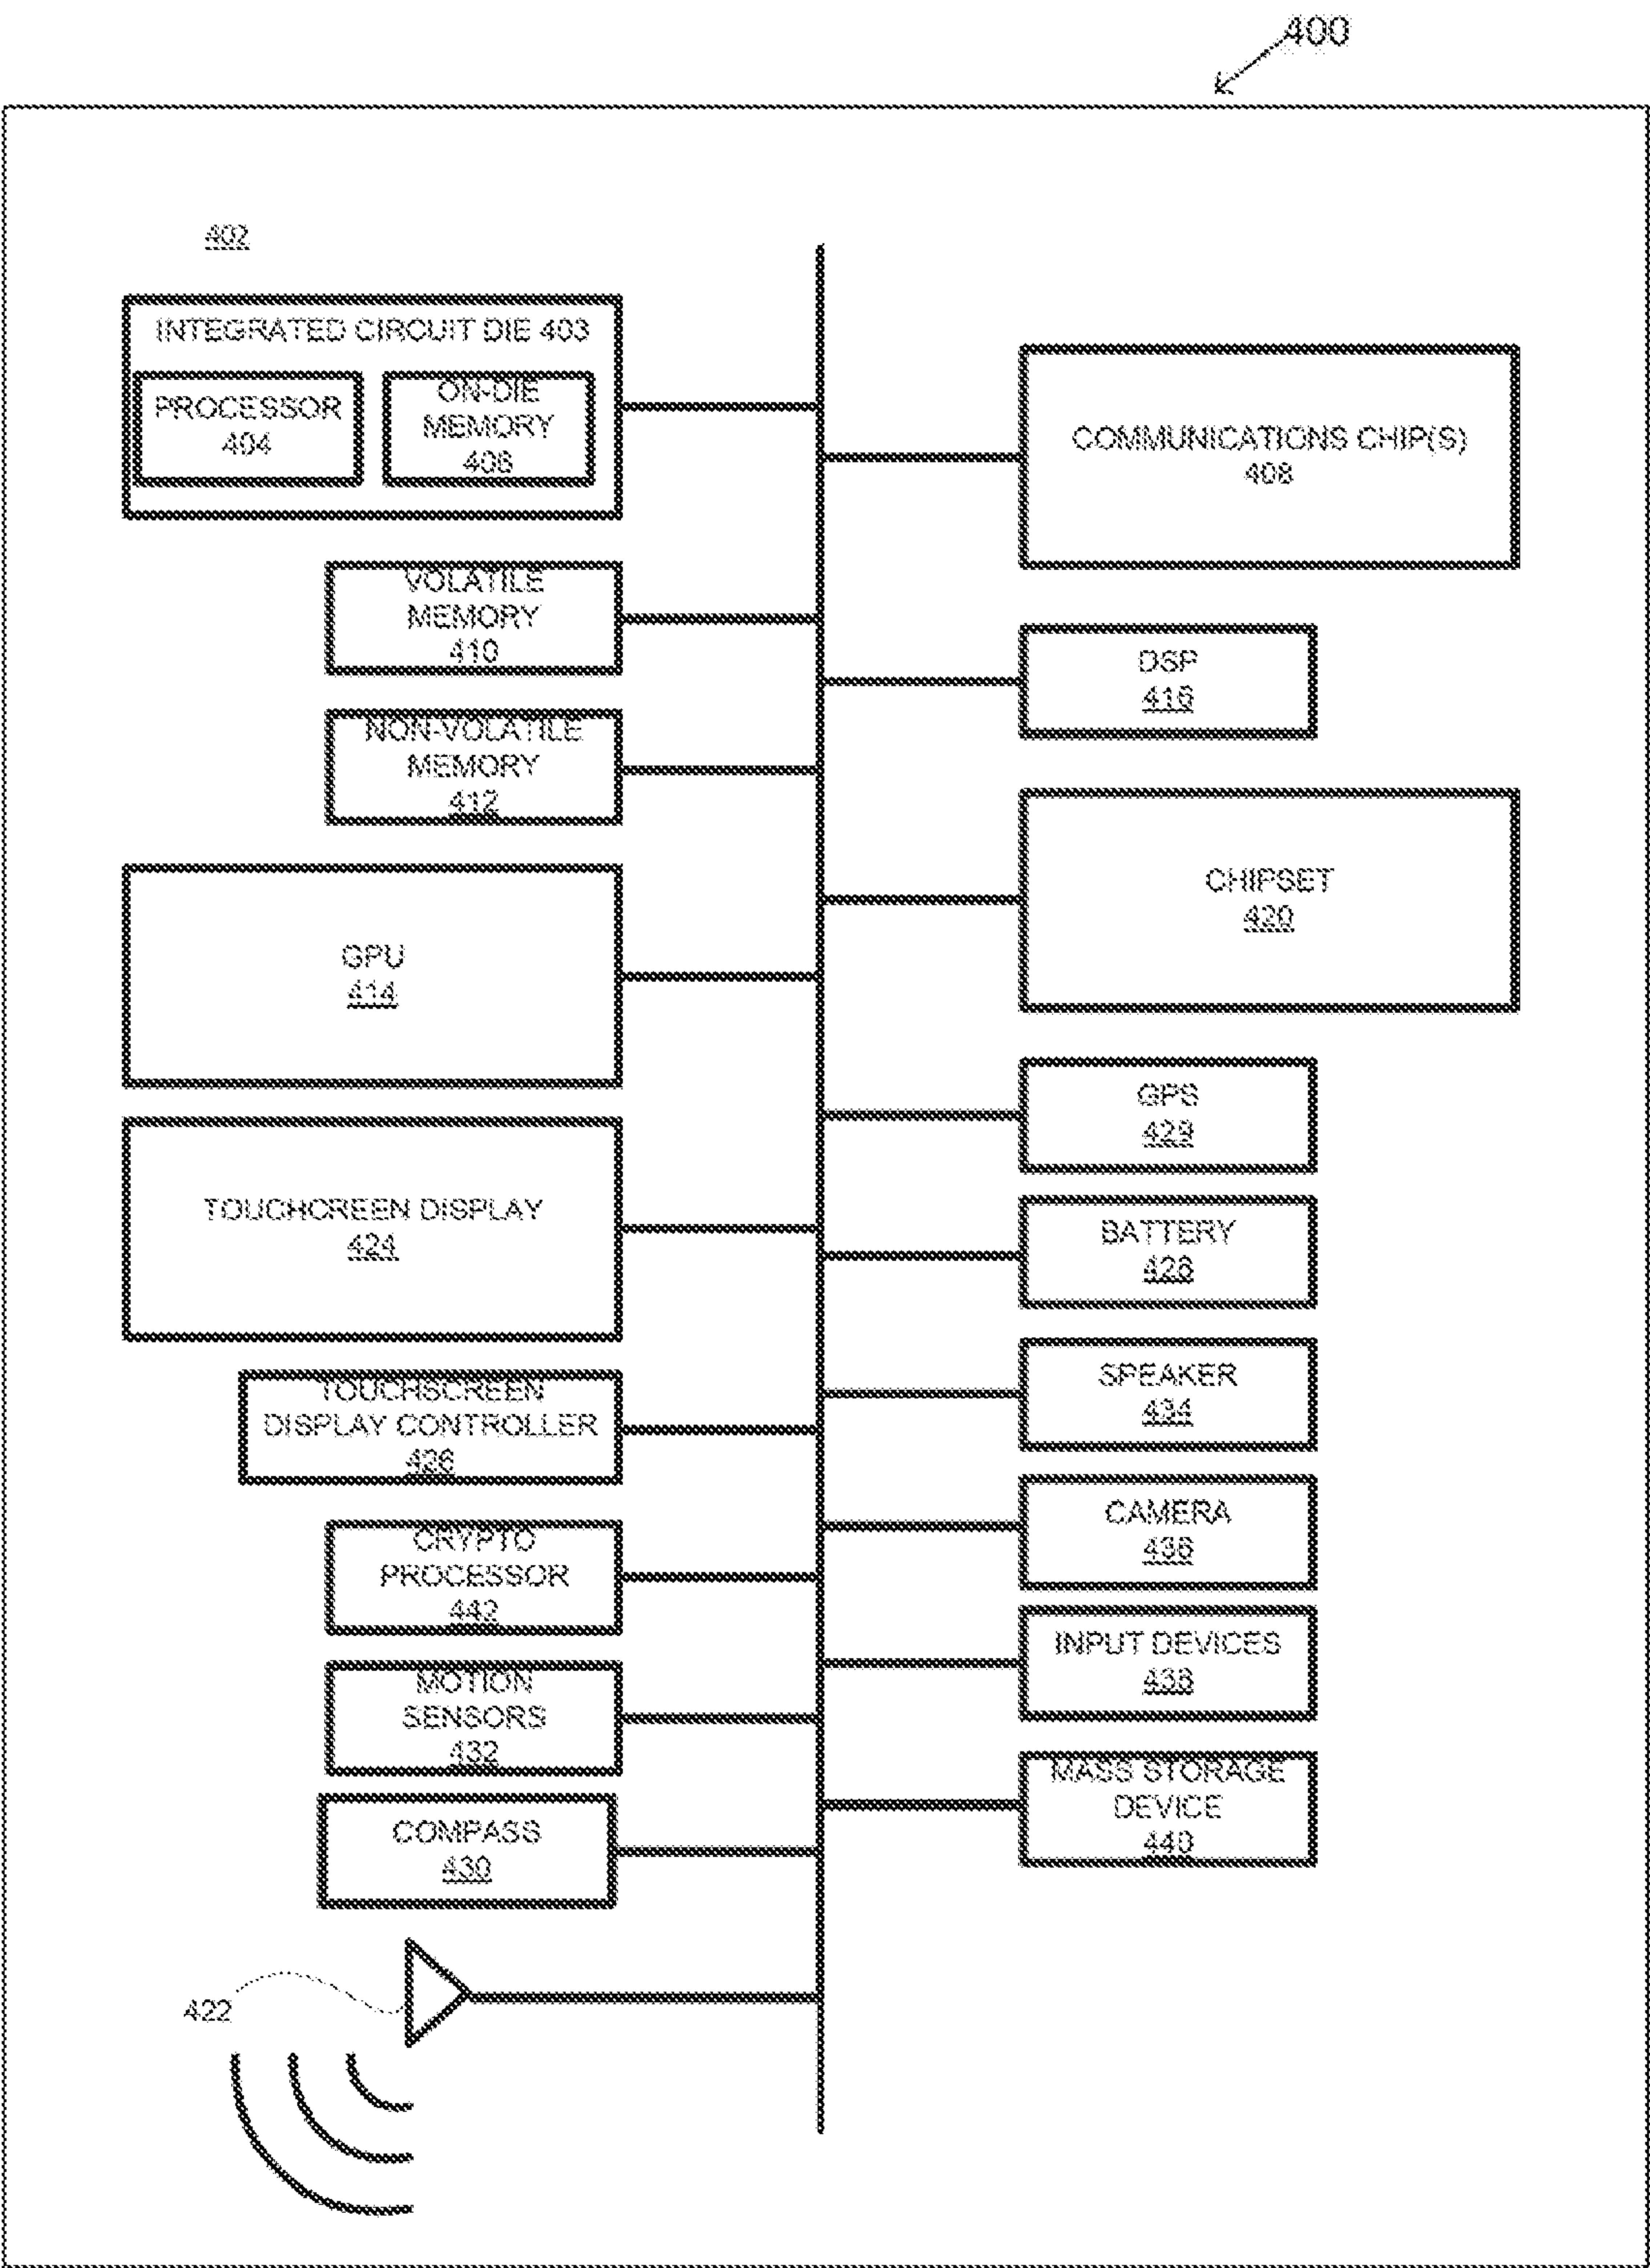 400
402
INTEGRATED CIRCUIT DIE 403
PROCESSOR
404
ON-DIE
MEMORY
406
COMMUNICATIONS CHIP(S)
408
VOLATILE
MEMORY
410
DSP
416
NON-VOLATILE
MEMORY
412
CHIPSET
420
GPU
414
GPS
429
TOUCHCREEN DISPLAY
424
BATTERY
428
TOUCHSCREEN
DISPLAY CONTROLLER
426
SPEAKER
434
CRYPTO
PROCESSOR
442
CAMERA
436
MOTION
SENSORS
432
INPUT DEVICES
438
COMPASS
430
MASS STORAGE
DEVICE
440
422